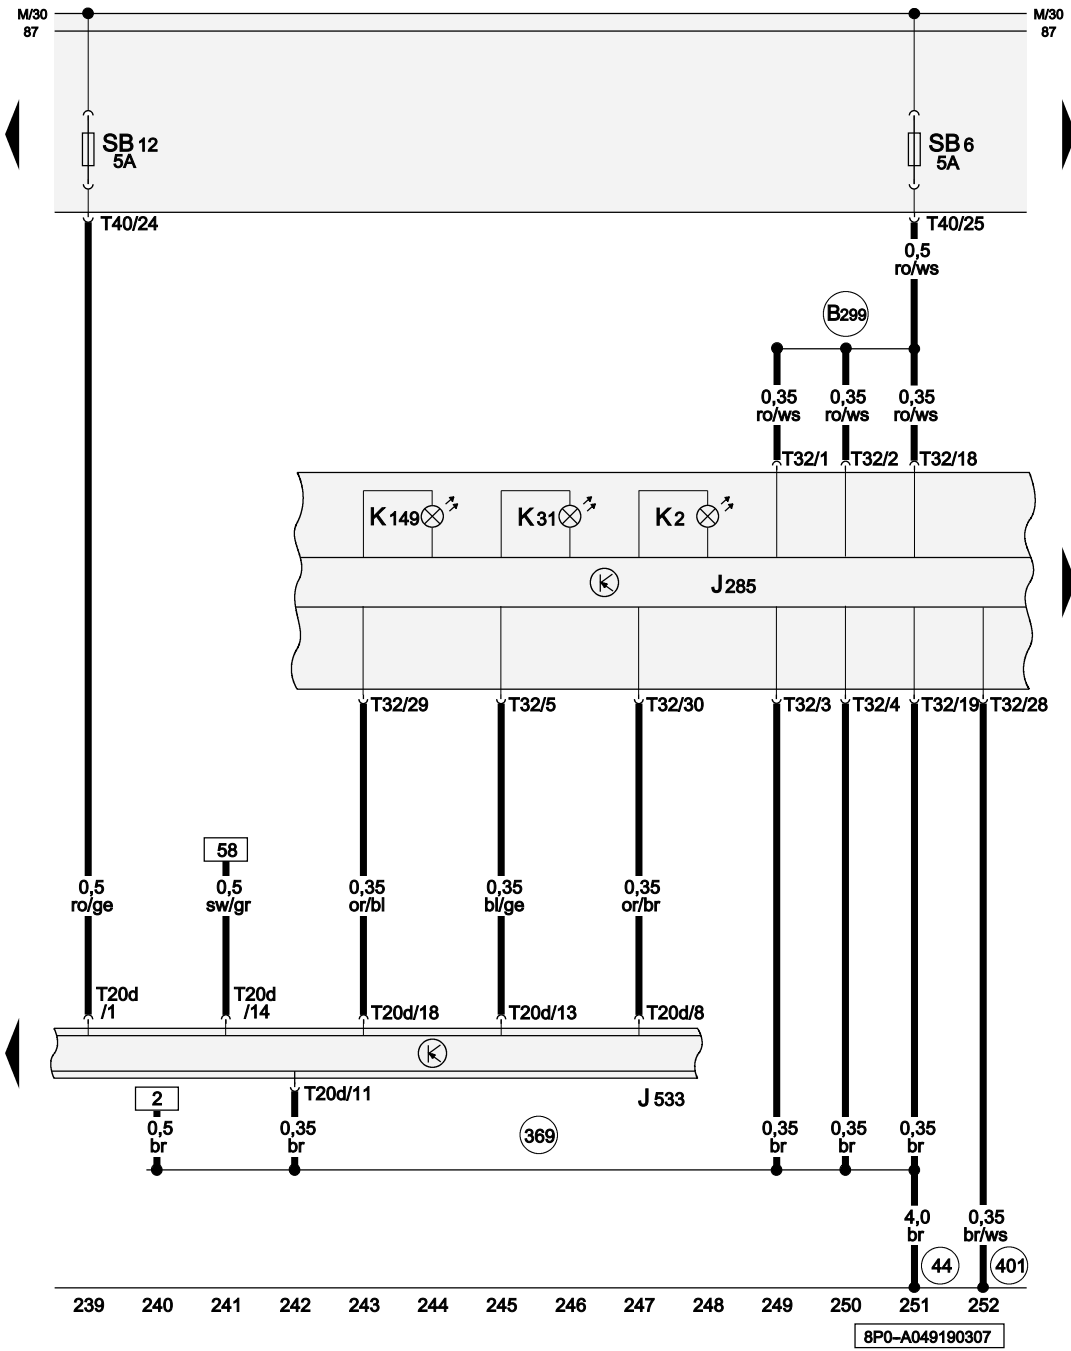 M/30
87
M/30
87
SB 12
5A
SB 6
5A
T40/24
T40/25
0,5
ro/ws
B299
0,35
ro/ws
0,35
ro/ws
0,35
ro/ws
T32/1
T32/2
T32/18
K 149
K 31
K 2
J 285
T32/29
T32/5
T32/30
T32/3
T32/4
T32/19
T32/28
58
0,5
ro/ge
0,5
sw/gr
0,35
or/bl
0,35
bl/ge
0,35
or/br
T20d
/1
T20d
/14
T20d/18
T20d/13
T20d/8
2
T20d/11
J 533
0,5
br
0,35
br
369
0,35
br
0,35
br
0,35
br
4,0
br
0,35
br/ws
44
401
239 240 241 242 243 244 245 246 247 248 249 250 251 252
8P0-A049190307